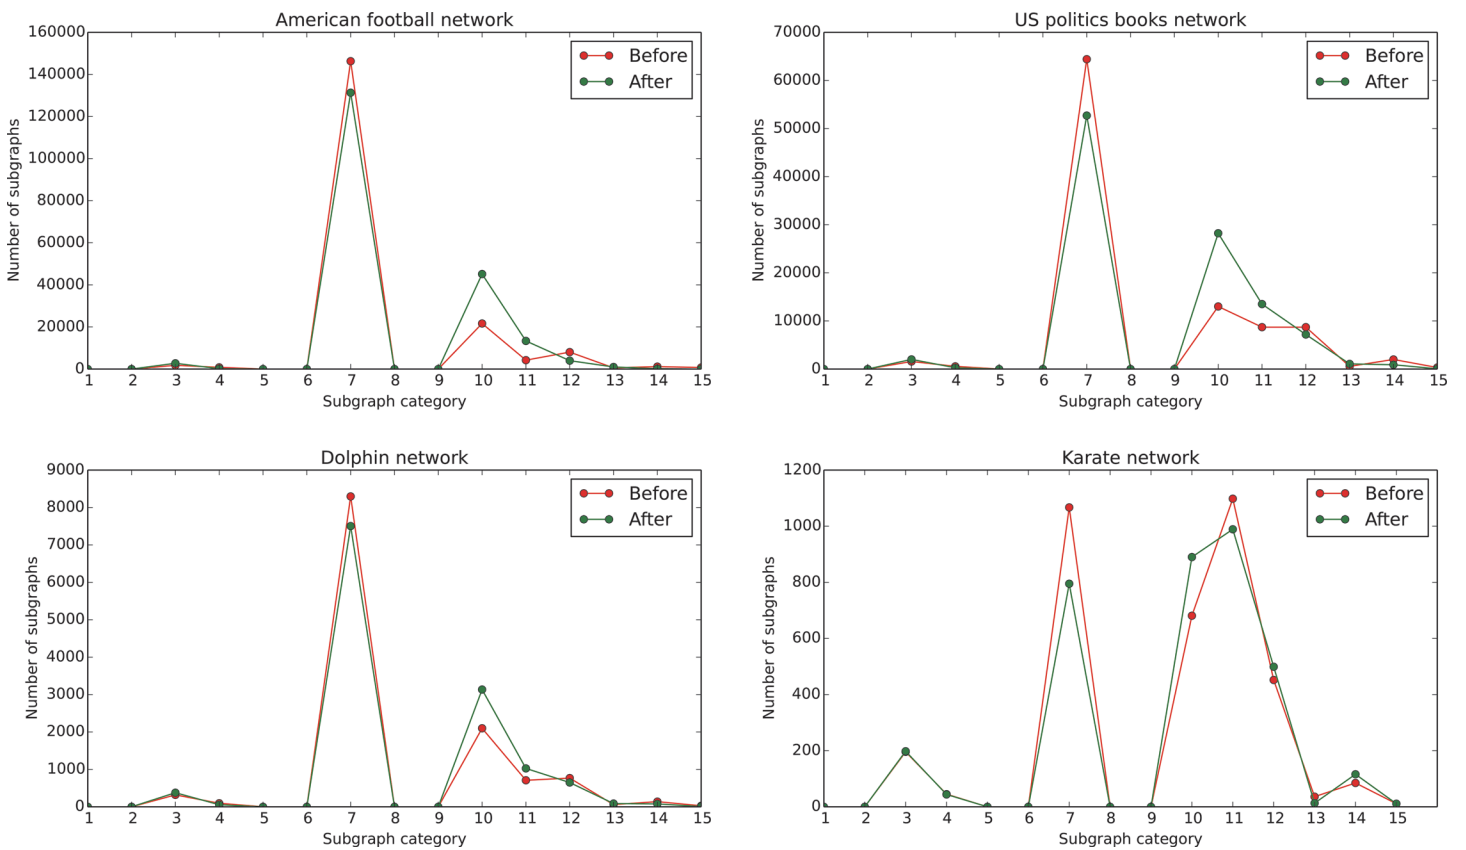 American football network
160000
140000
120000
100000
80000
60000
40000
20000
0
Number of subgraphs
Before
After
1 2 3 4 5 6 7 8 9 10 11 12 13 14 15
Subgraph category
US politics books network
70000
60000
50000
40000
30000
20000
10000
0
Number of subgraphs
Before
After
1 2 3 4 5 6 7 8 9 10 11 12 13 14 15
Subgraph category
Dolphin network
9000
8000
7000
6000
5000
4000
3000
2000
1000
0
Number of subgraphs
Before
After
1 2 3 4 5 6 7 8 9 10 11 12 13 14 15
Subgraph category
Karate network
1200
1000
800
600
400
200
0
Number of subgraphs
Before
After
1 2 3 4 5 6 7 8 9 10 11 12 13 14 15
Subgraph category